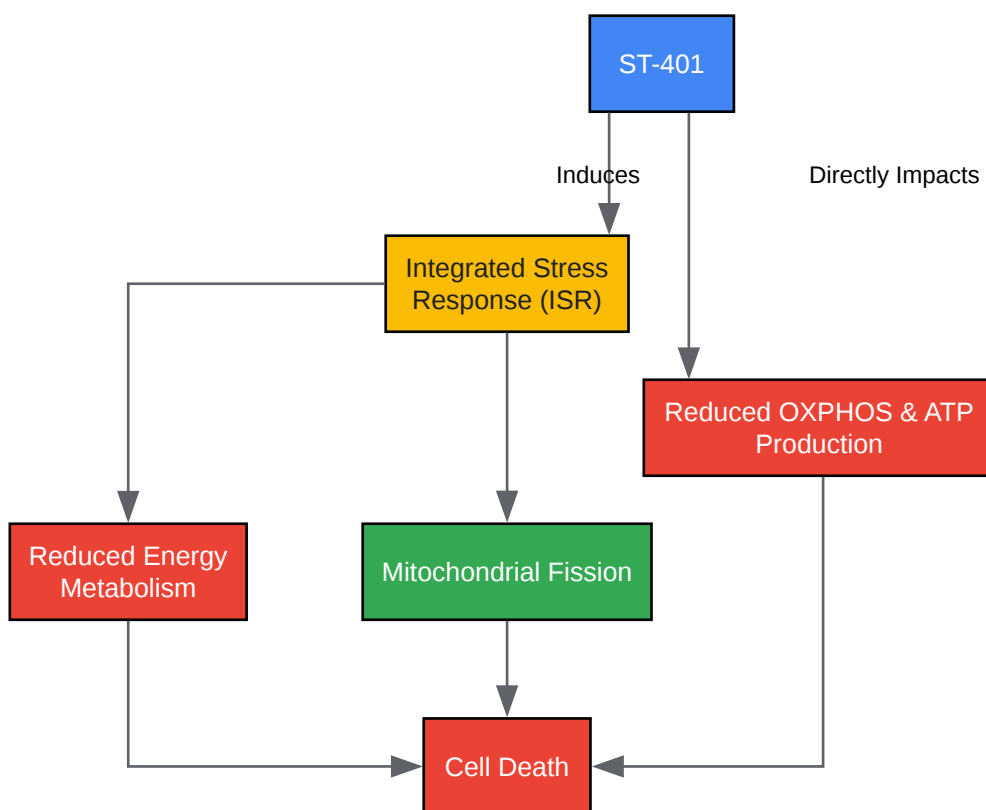 ST-401
Induces
Directly Impacts
Integrated Stress
Response (ISR)
Reduced OXPHOS & ATP
Production
Reduced Energy
Metabolism
Mitochondrial Fission
Cell Death